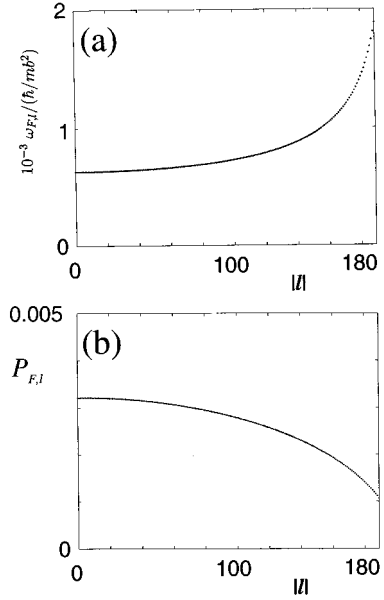 (a)
2
1
0
10⁻³ ω_{F,l}/(ħ/mb²)
0 100 180
|l|
(b)
0.005
P_{F,l}
0
0 100 180
|l|